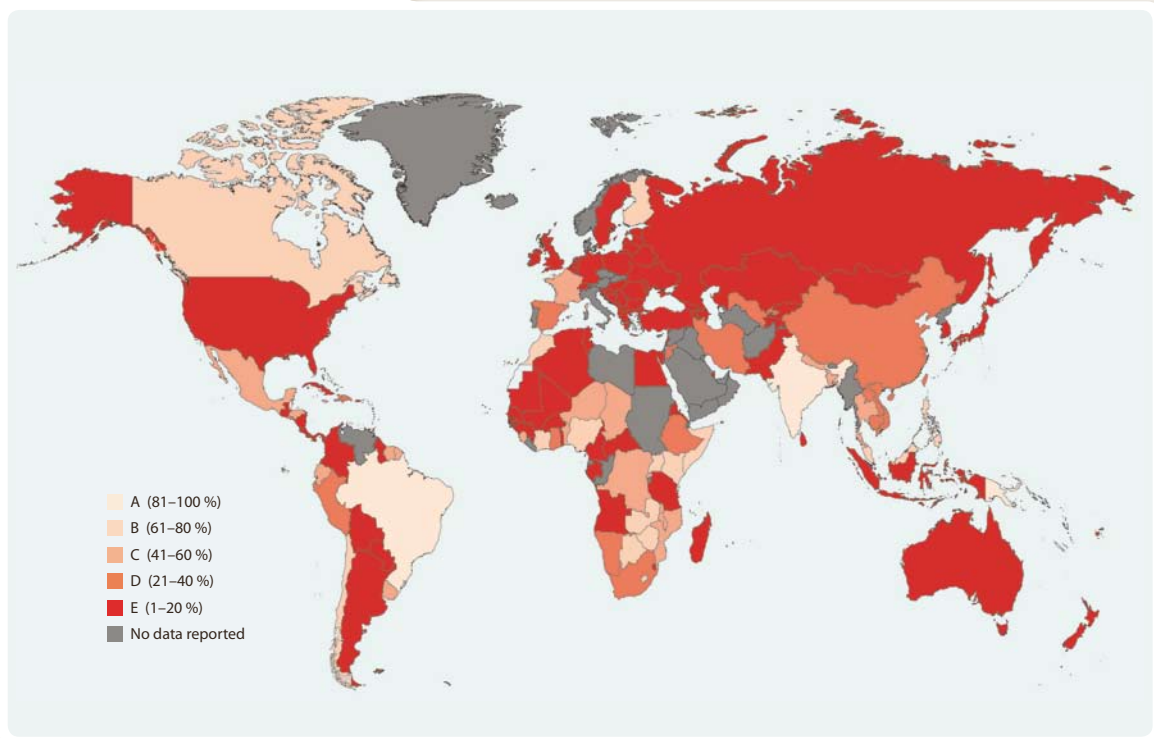 A (81–100 %)
B (61–80 %)
C (41–60 %)
D (21–40 %)
E (1–20 %)
No data reported